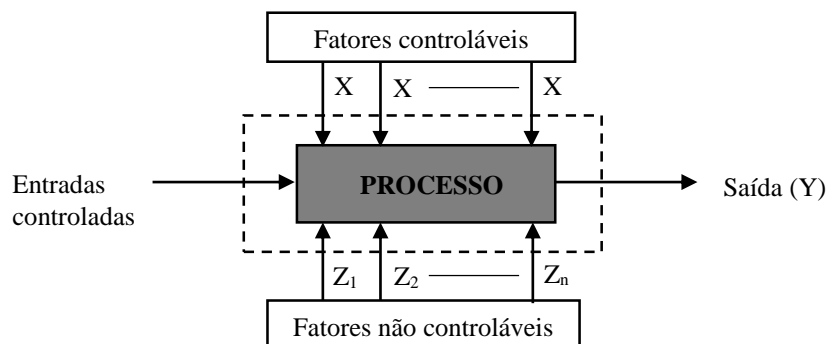 Fatores controláveis
X X X
PROCESSO
Entradas
controladas
Saída (Y)
Z1 Z2 Zn
Fatores não controláveis